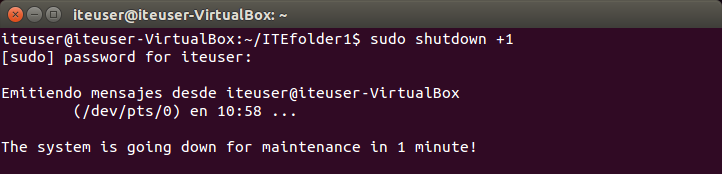 iteuser@iteuser-VirtualBox: ~
iteuser@iteuser-VirtualBox:~/ITEfolder1$ sudo shutdown +1
[sudo] password for iteuser:
Emitiendo mensajes desde iteuser@iteuser-VirtualBox
(/dev/pts/0) en 10:58 ...
The system is going down for maintenance in 1 minute!